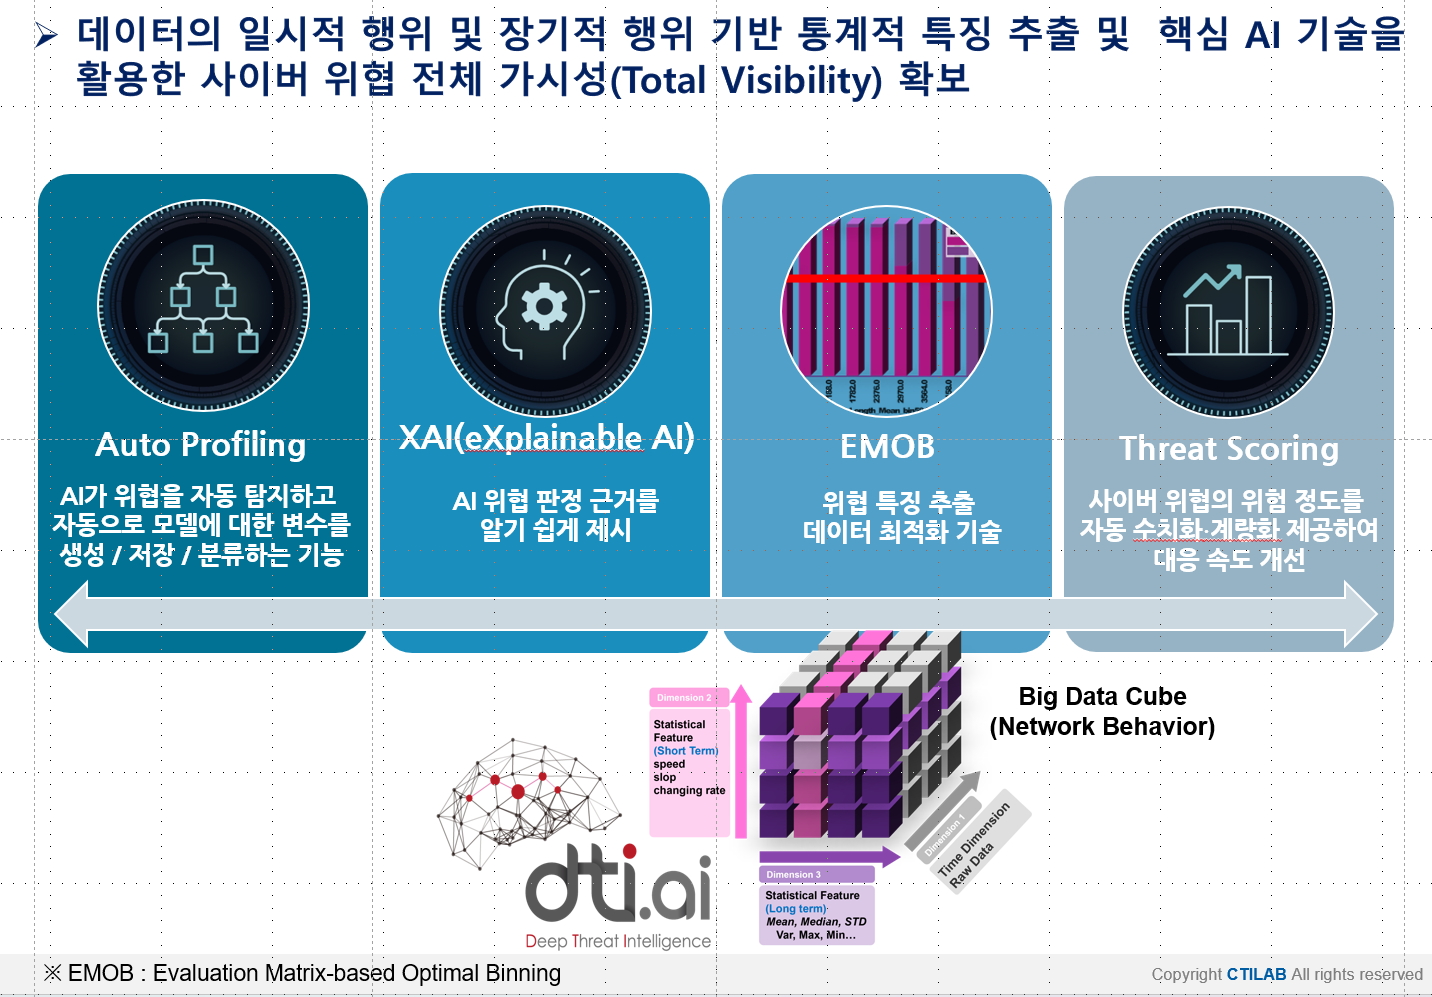 ➢ 데이터의 일시적 행위 및 장기적 행위 기반 통계적 특징 추출 및 핵심 AI 기술을
활용한 사이버 위협 전체 가시성(Total Visibility) 확보
Auto Profiling
AI가 위협을 자동 탐지하고
자동으로 모델에 대한 변수를
생성 / 저장 / 분류하는 기능
XAI(eXplainable AI)
AI 위협 판정 근거를
알기 쉽게 제시
1782.0
2376.0
2970.0
3564.0
EMOB
위협 특징 추출
데이터 최적화 기술
Threat Scoring
사이버 위협의 위험 정도를
자동 수치화·계량화 제공하여
대응 속도 개선
Big Data Cube
(Network Behavior)
Dimension 2
Statistical
Feature
(Short Term)
speed
slop
changing rate
Dimension 1
Time Dimension
Raw Data
Dimension 3
Statistical Feature
(Long term)
Mean, Median, STD
Var, Max, Min...
dti.ai
Deep Threat Intelligence
※ EMOB : Evaluation Matrix-based Optimal Binning
Copyright CTILAB All rights reserved